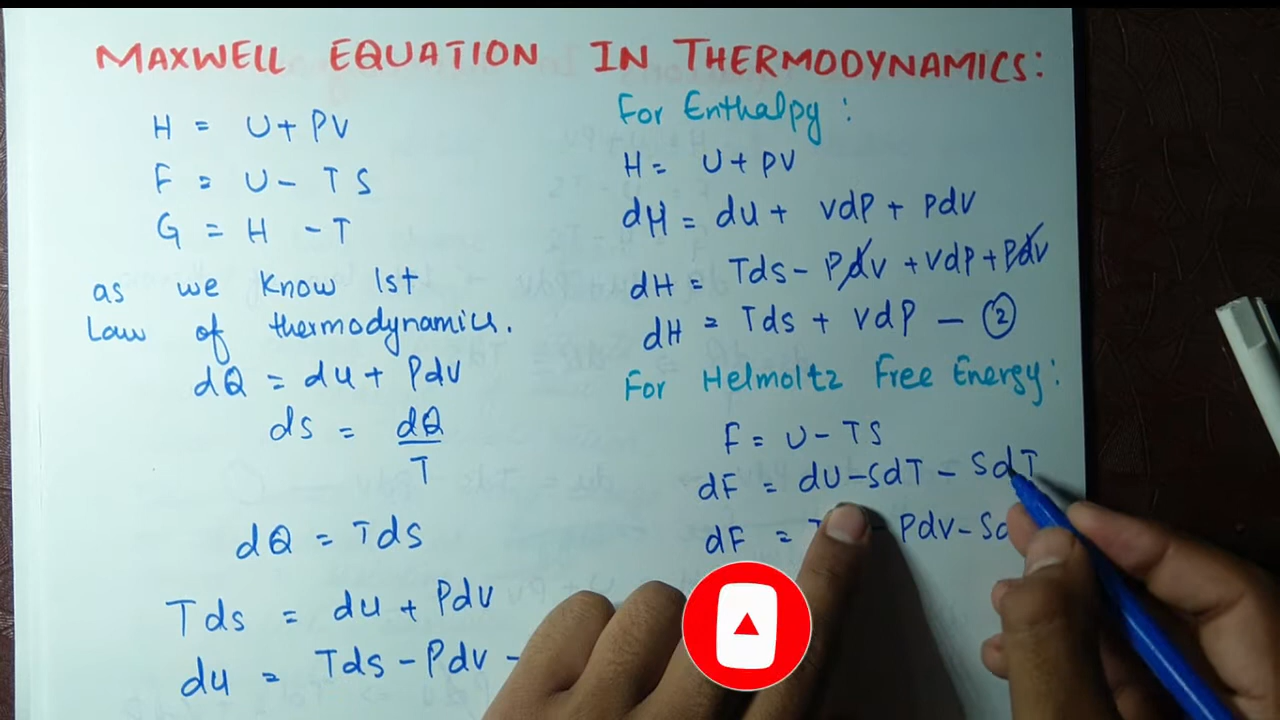 MAXWELL EQUATION IN THERMODYNAMICS:
H = U + PV
F = U - TS
G = H - T
as we know 1st
Law of thermodynamics.
dQ = du + Pdv
ds = dQ/T
dQ = Tds
Tds = du + Pdv
du = Tds - Pdv -
For Enthalpy :
H = U + PV
dH = du + vdP + pdv
dH = Tds - Pdv + vdp + Pdv
dH = Tds + vdp - ②
For Helmoltz Free Energy :
F = U - TS
dF = dU - SdT - SdT
dF = - Pdv - Sd